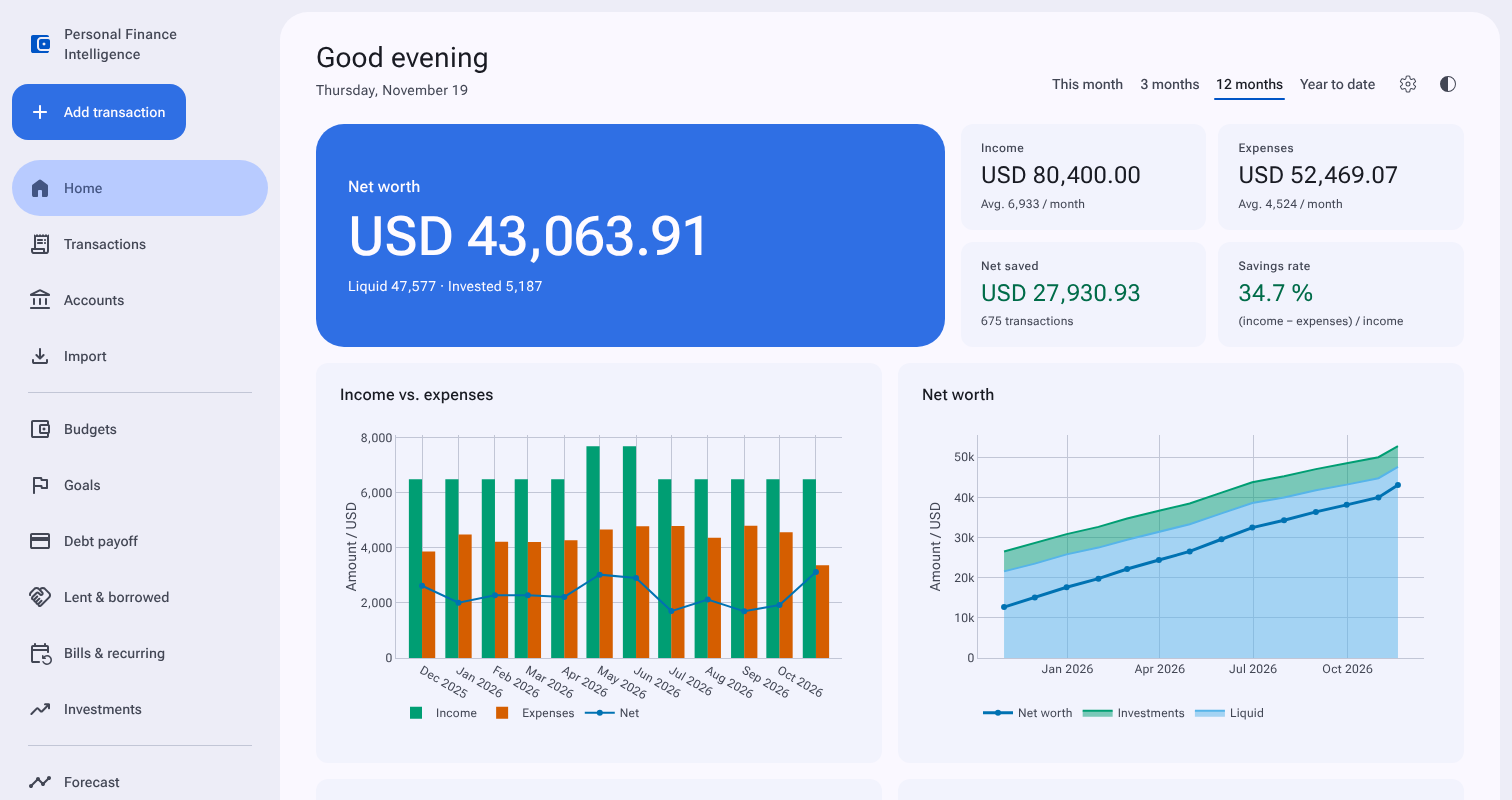 Personal Finance
Intelligence
Add transaction
Home
Transactions
Accounts
Import
Budgets
Goals
Debt payoff
Lent & borrowed
Bills & recurring
Investments
Forecast
Good evening
Thursday, November 19
This month
3 months
12 months
Year to date
Net worth
USD 43,063.91
Liquid 47,577 · Invested 5,187
Income
USD 80,400.00
Avg. 6,933 / month
Expenses
USD 52,469.07
Avg. 4,524 / month
Net saved
USD 27,930.93
675 transactions
Savings rate
34.7 %
(income – expenses) / income
Income vs. expenses
Amount / USD
8,000
6,000
4,000
2,000
0
Dec 2025
Jan 2026
Feb 2026
Mar 2026
Apr 2026
May 2026
Jun 2026
Jul 2026
Aug 2026
Sep 2026
Oct 2026
Income
Expenses
Net
Net worth
Amount / USD
50k
40k
30k
20k
10k
0
Jan 2026
Apr 2026
Jul 2026
Oct 2026
Net worth
Investments
Liquid